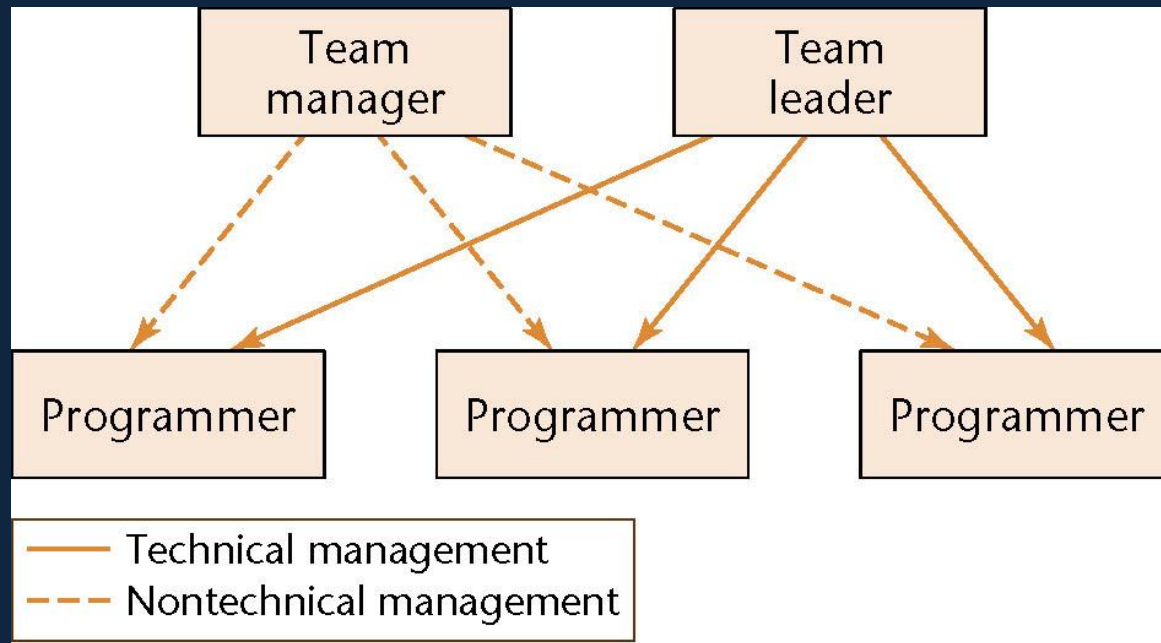 Team
manager
Team
leader
Programmer
Programmer
Programmer
Technical management
Nontechnical management